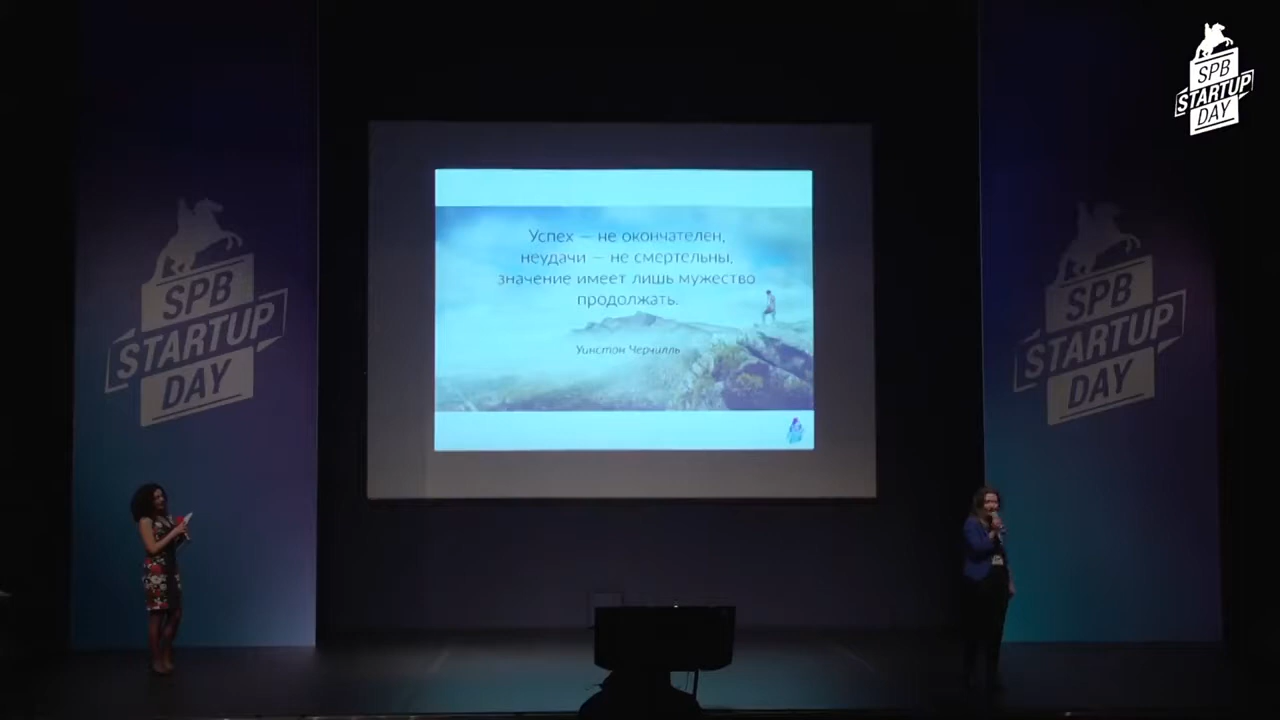 SPB
STARTUP
DAY
Успех — не окончателен,
неудачи — не смертельны,
значение имеет лишь мужество
продолжать.
Уинстон Черчилль
SPB
STARTUP
DAY
SPB
STARTUP
DAY